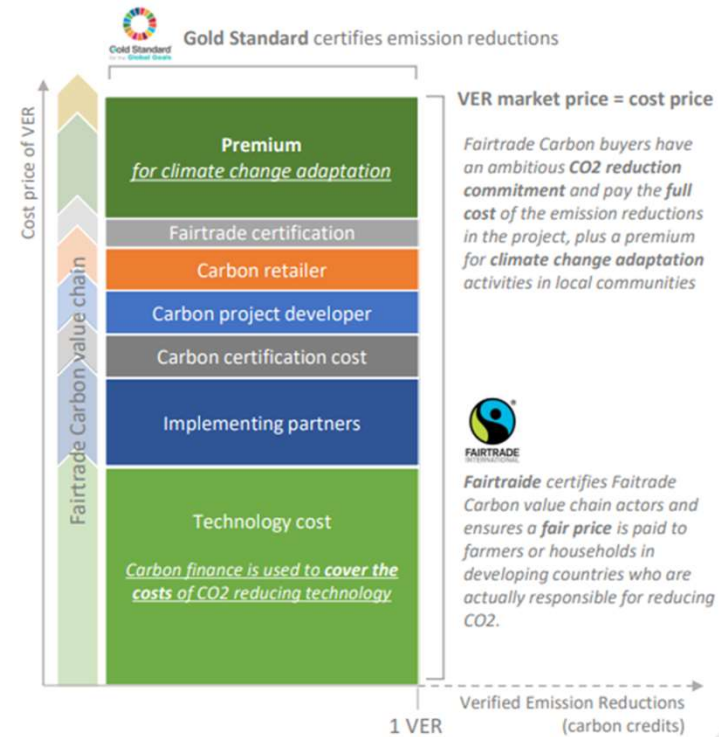 Gold Standard
for the Global Goals
Gold Standard certifies emission reductions
Cost price of VER
Fairtrade Carbon value chain
Premium
for climate change adaptation
Fairtrade certification
Carbon retailer
Carbon project developer
Carbon certification cost
Implementing partners
Technology cost
Carbon finance is used to cover the
costs of CO2 reducing technology
VER market price = cost price
Fairtrade Carbon buyers have
an ambitious CO2 reduction
commitment and pay the full
cost of the emission reductions
in the project, plus a premium
for climate change adaptation
activities in local communities
FAIRTRADE
INTERNATIONAL
Fairtraide certifies Faitrade
Carbon value chain actors and
ensures a fair price is paid to
farmers or households in
developing countries who are
actually responsible for reducing
CO2.
1 VER
Verified Emission Reductions
(carbon credits)